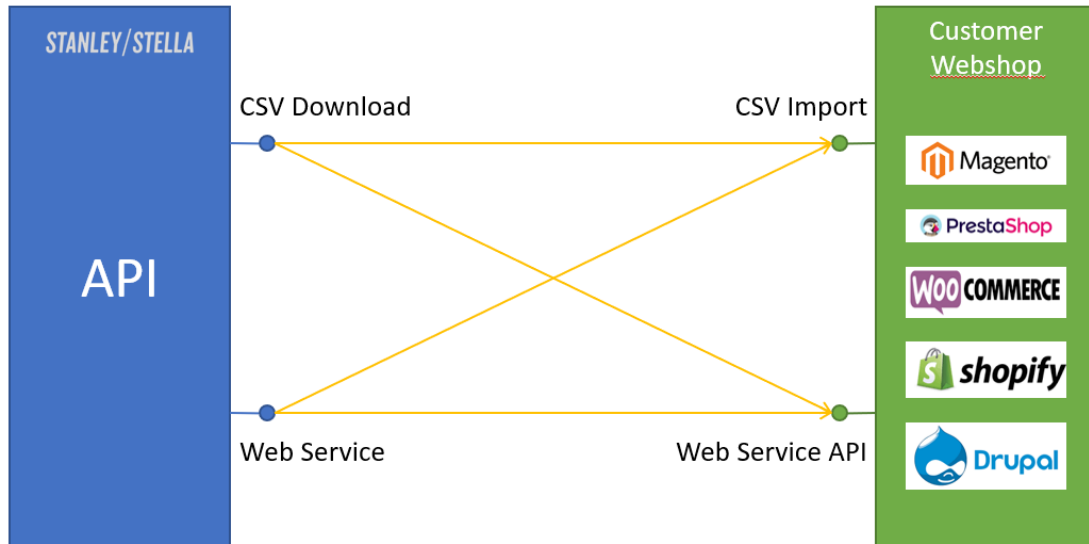 STANLEY/STELLA
API
CSV Download
Web Service
CSV Import
Web Service API
Customer
Webshop
Magento®
PrestaShop
WOO COMMERCE
shopify
Drupal